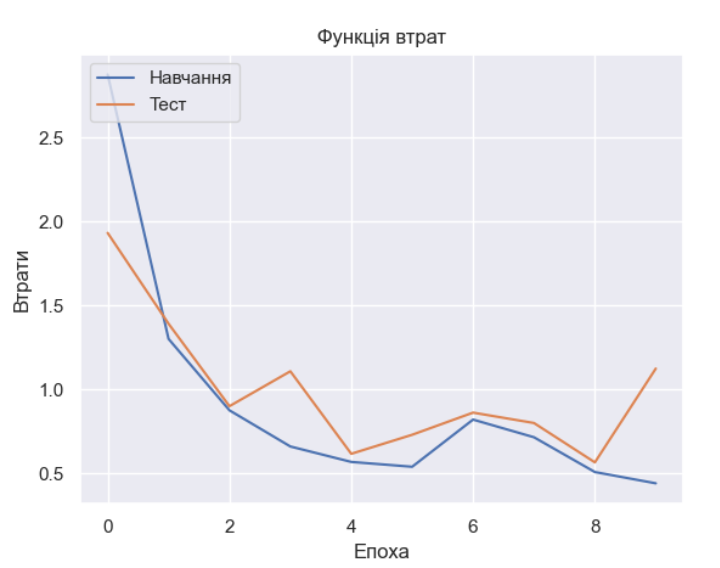 Функція втрат
Навчання
Тест
2.5
2.0
1.5
1.0
0.5
Втрати
0 2 4 6 8
Епоха